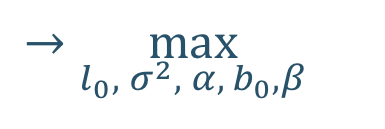 → max
l₀, σ², α, b₀,β